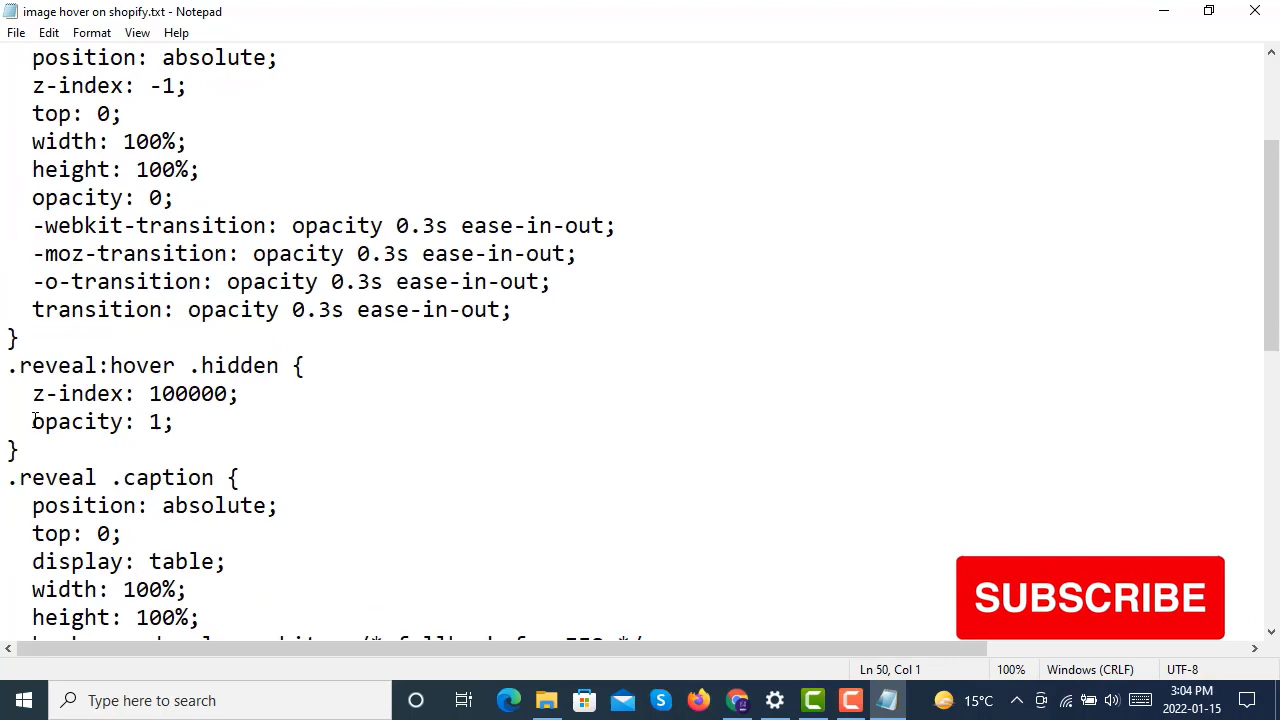 image hover on shopify.txt - Notepad
File Edit Format View Help
position: absolute;
z-index: -1;
top: 0;
width: 100%;
height: 100%;
opacity: 0;
-webkit-transition: opacity 0.3s ease-in-out;
-moz-transition: opacity 0.3s ease-in-out;
-o-transition: opacity 0.3s ease-in-out;
transition: opacity 0.3s ease-in-out;
}
.reveal:hover .hidden {
z-index: 100000;
opacity: 1;
}
.reveal .caption {
position: absolute;
top: 0;
display: table;
width: 100%;
height: 100%;
SUBSCRIBE
Ln 50, Col 1 100% Windows (CRLF) UTF-8
Type here to search
15°C
3:04 PM
2022-01-15